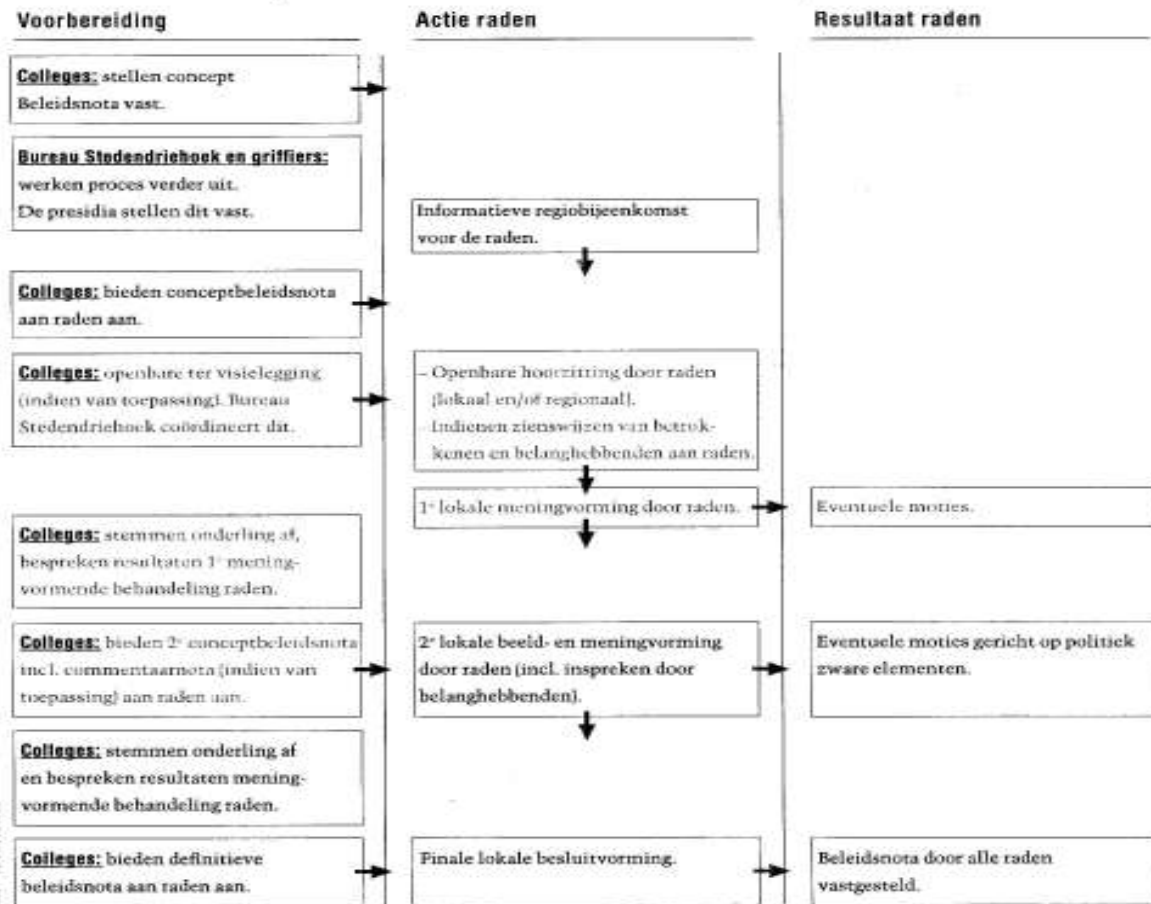 Voorbereiding
Actie raden
Resultaat raden
Colleges: stellen concept
Beleidsnota vast.
Bureau Stedendriehoek en griffiers:
werken proces verder uit.
De presidia stellen dit vast.
Informatieve regiobijeenkomst
voor de raden.
Colleges: bieden conceptbeleidsnota
aan raden aan.
Colleges: openbare ter visielegging
(indien van toepassing). Bureau
Stedendriehoek coördineert dit.
– Openbare hoorzitting door raden
(lokaal en/of regionaal).
– Indienen zienswijzen van betrok-
kenen en belanghebbenden aan raden.
1e lokale meningvorming door raden.
Eventuele moties.
Colleges: stemmen onderling af,
bespreken resultaten 1e mening-
vormende behandeling raden.
Colleges: bieden 2e conceptbeleidsnota
incl. commentaarnota (indien van
toepassing) aan raden aan.
2e lokale beeld- en meningvorming
door raden (incl. inspreken door
belanghebbenden).
Eventuele moties gericht op politiek
zware elementen.
Colleges: stemmen onderling af
en bespreken resultaten mening-
vormende behandeling raden.
Colleges: bieden definitieve
beleidsnota aan raden aan.
Finale lokale besluitvorming.
Beleidsnota door alle raden
vastgesteld.